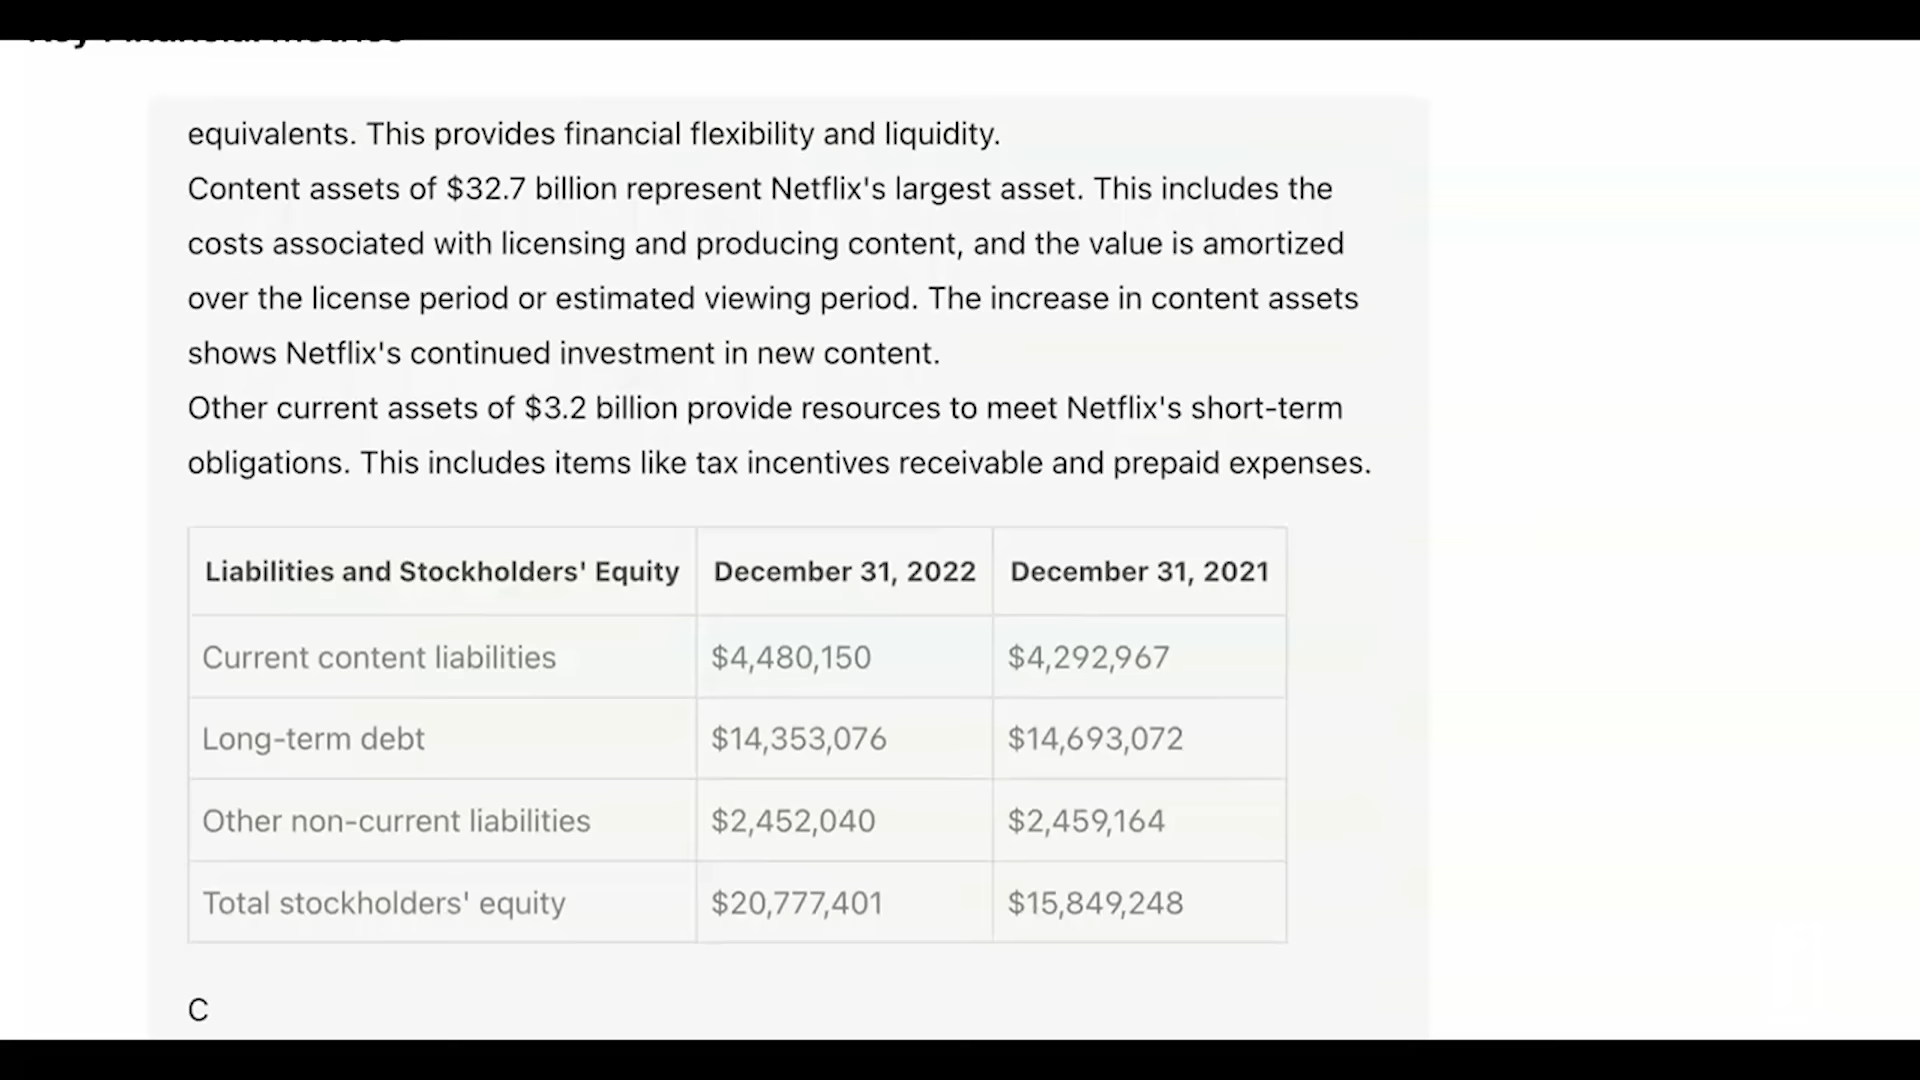 Key Financial Metrics
equivalents. This provides financial flexibility and liquidity.
Content assets of $32.7 billion represent Netflix's largest asset. This includes the
costs associated with licensing and producing content, and the value is amortized
over the license period or estimated viewing period. The increase in content assets
shows Netflix's continued investment in new content.
Other current assets of $3.2 billion provide resources to meet Netflix's short-term
obligations. This includes items like tax incentives receivable and prepaid expenses.
Liabilities and Stockholders' Equity December 31, 2022 December 31, 2021
Current content liabilities $4,480,150 $4,292,967
Long-term debt $14,353,076 $14,693,072
Other non-current liabilities $2,452,040 $2,459,164
Total stockholders' equity $20,777,401 $15,849,248
C